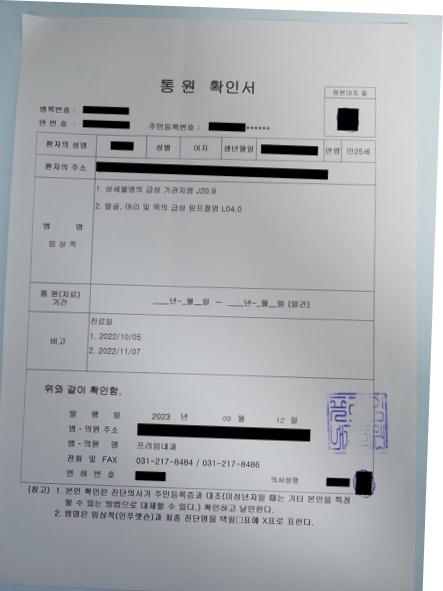 통 원 확인서
원본대조 필
병록번호 :
연 번 호 : 주민등록번호 : ******
환자의 성명 성별 여자 생년월일 연령 만25세
환자의 주소
1. 상세불명의 급성 기관지염 J20.9
2. 얼굴, 머리 및 목의 급성 림프절염 L04.0
병 명
임상적
통 원(치료)
기간
___년-_월__일 - ___년-_월__일 (일간)
진료일
비고
1. 2022/10/05
2. 2022/11/07
위와 같이 확인함.
발 행 일 2023 년 09 월 12 일
병·의원 주소
병·의원 명 프라임내과
전화 및 FAX 031-217-8484 / 031-217-8486
면 허 번 호 의사성명
(참고) 1. 본인 확인은 진단의사가 주민등록증과 대조(미성년자일 때는 기타 본인을 특정
할 수 있는 방법으로 대체할 수 있다.) 확인하고 날인한다.
2. 병명은 임상적(인푸렛숀)과 최종 진단명을 택일□표에 X표로 표한다.